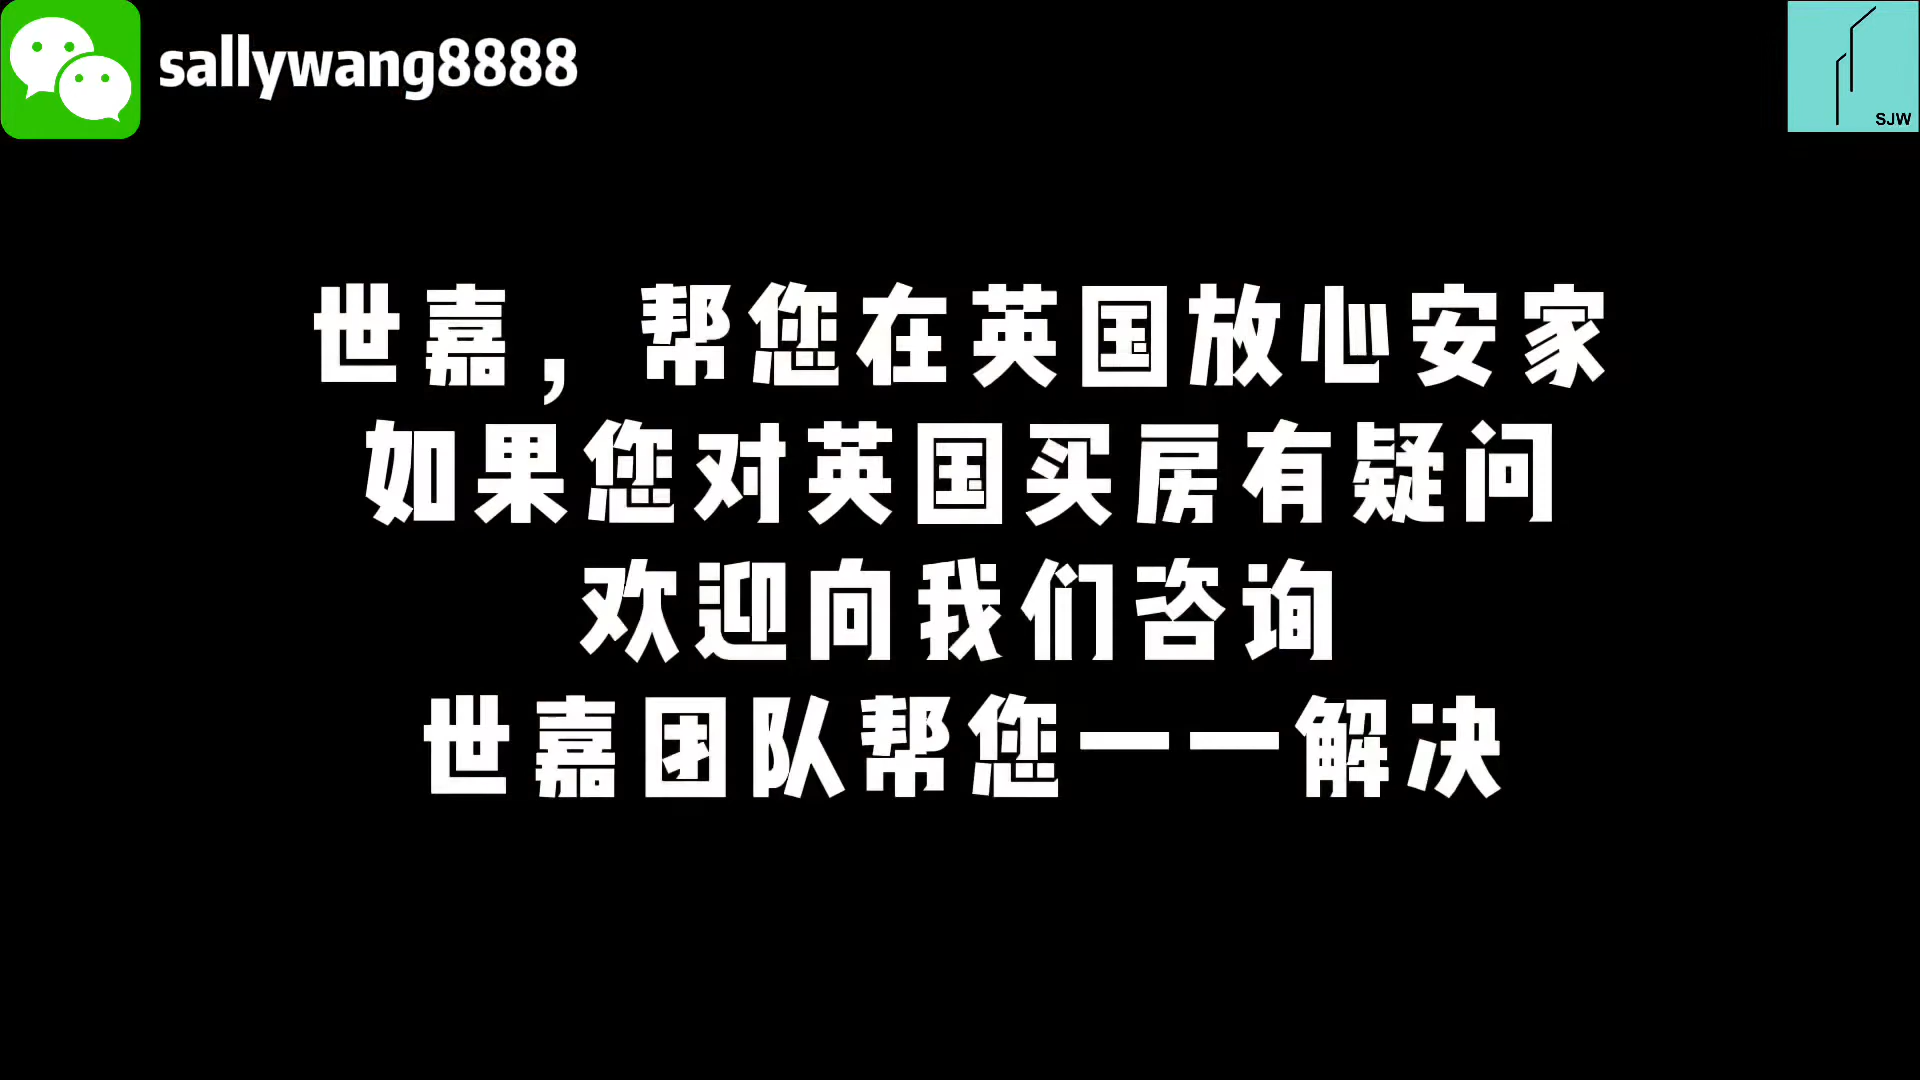 sallywang8888
SJW
世嘉，帮您在英国放心安家
如果您对英国买房有疑问
欢迎向我们咨询
世嘉团队帮您一一解决